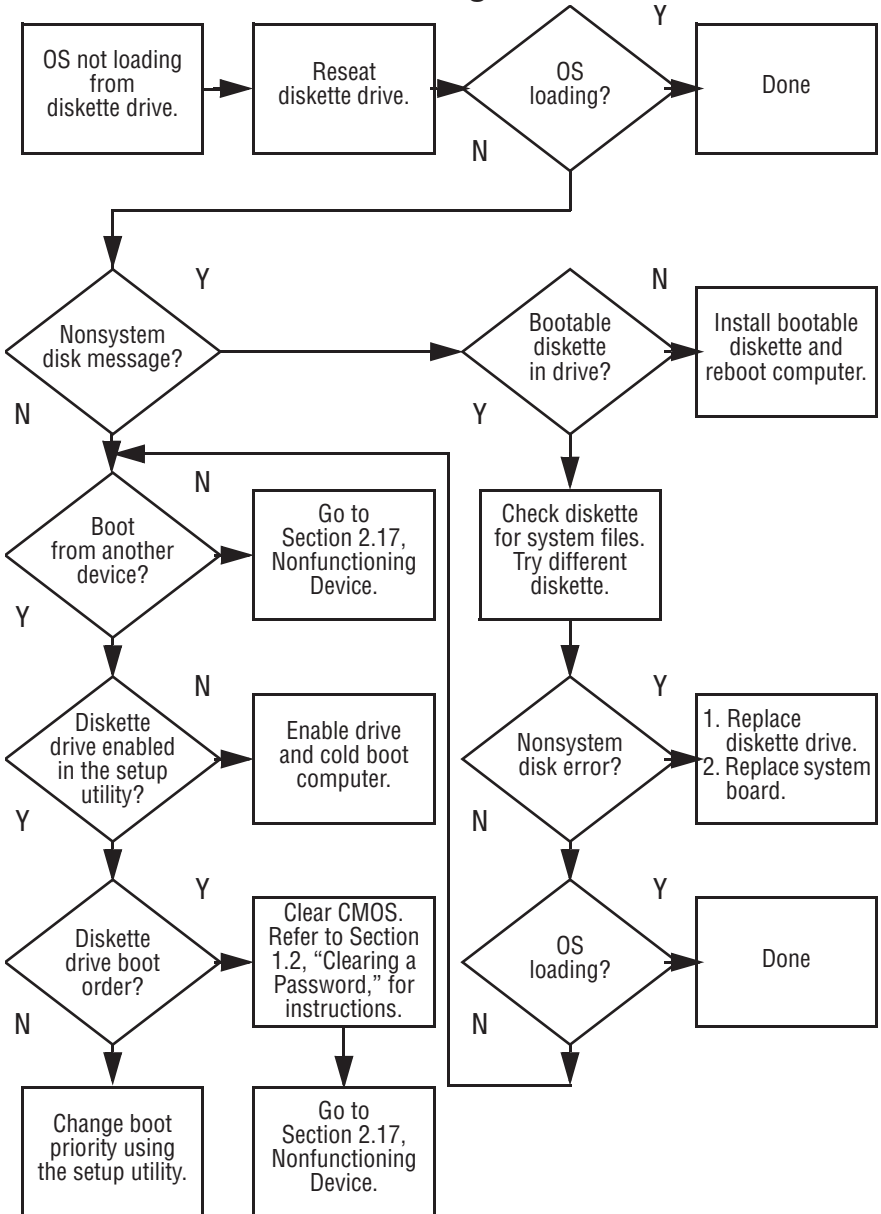 OS not loading
from
diskette drive.
Reseat
diskette drive.
OS
loading?
Y
N
Done
Nonsystem
disk message?
Y
N
Bootable
diskette
in drive?
N
Y
Install bootable
diskette and
reboot computer.
Boot
from another
device?
N
Y
Go to
Section 2.17,
Nonfunctioning
Device.
Check diskette
for system files.
Try different
diskette.
Diskette
drive enabled
in the setup
utility?
N
Y
Enable drive
and cold boot
computer.
Nonsystem
disk error?
Y
N
1. Replace
diskette drive.
2. Replace system
board.
Diskette
drive boot
order?
Y
N
Clear CMOS.
Refer to Section
1.2, “Clearing a
Password,” for
instructions.
OS
loading?
Y
N
Done
Change boot
priority using
the setup utility.
Go to
Section 2.17,
Nonfunctioning
Device.